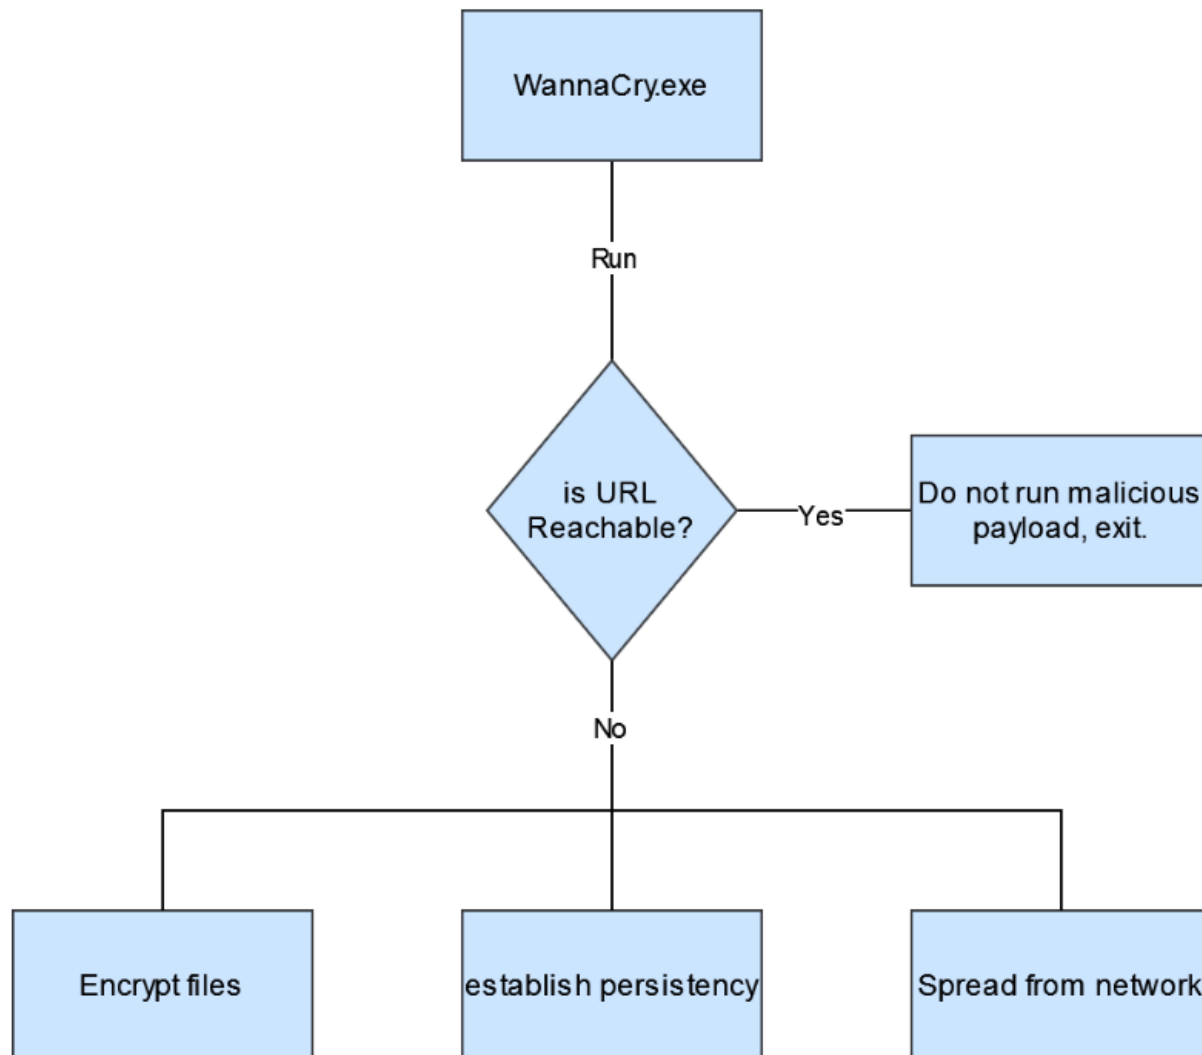 WannaCry.exe
Run
is URL
Reachable?
Yes
Do not run malicious
payload, exit.
No
Encrypt files
establish persistency
Spread from network